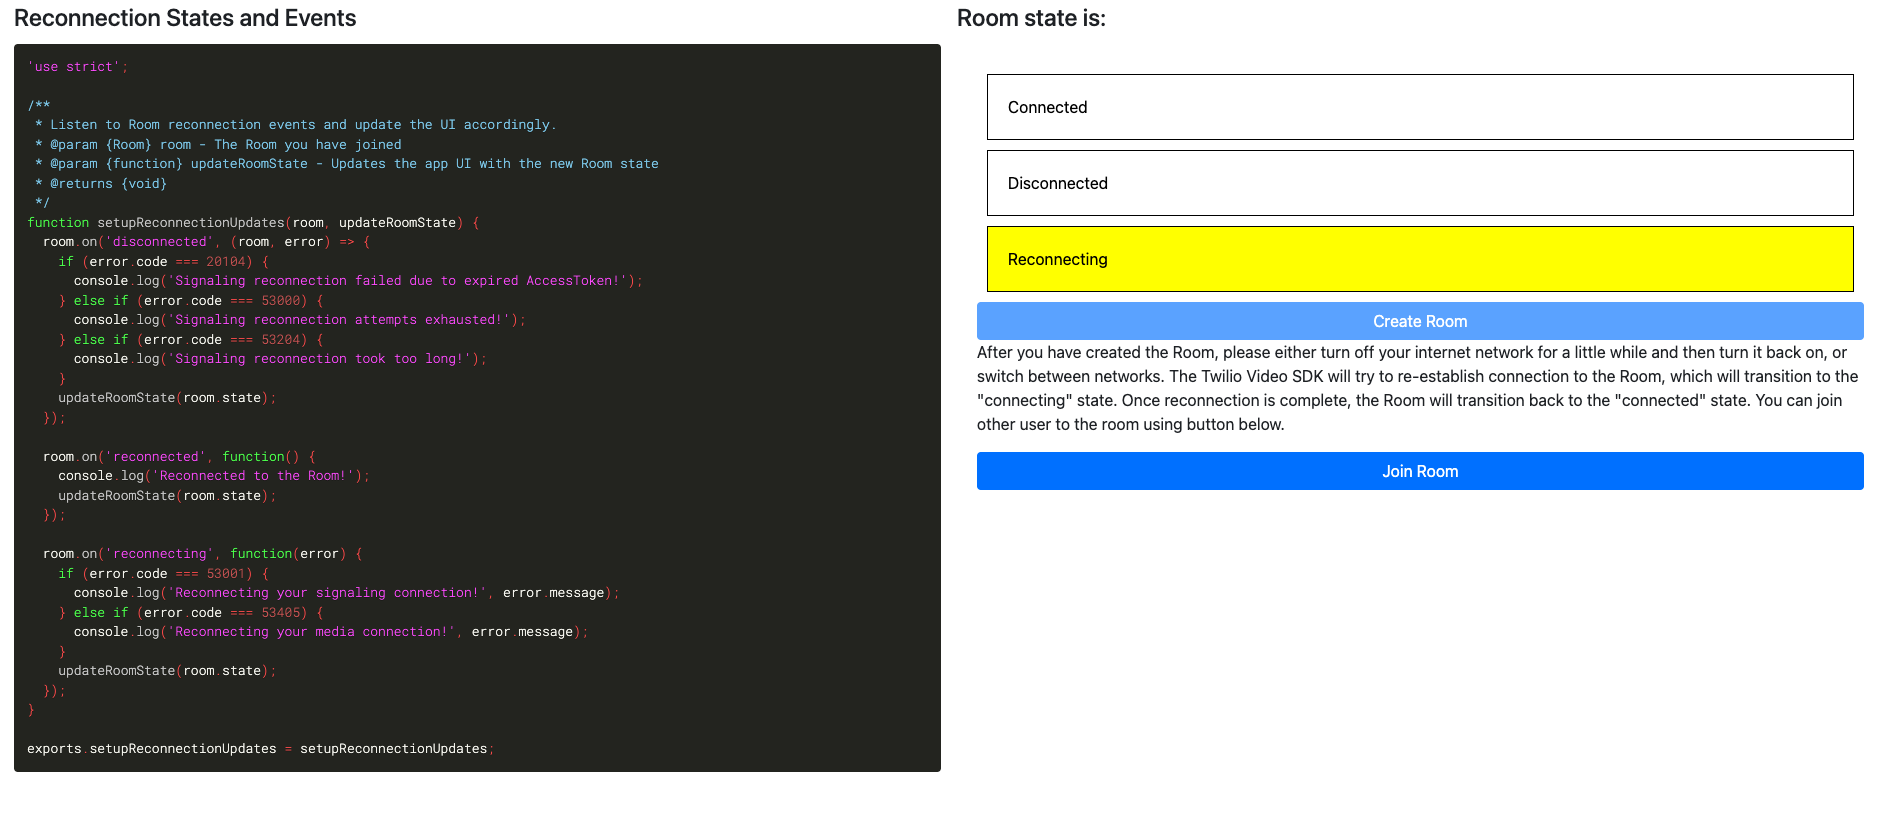 Reconnection States and Events
'use strict';
/**
 * Listen to Room reconnection events and update the UI accordingly.
 * @param {Room} room - The Room you have joined
 * @param {function} updateRoomState - Updates the app UI with the new Room state
 * @returns {void}
 */
function setupReconnectionUpdates(room, updateRoomState) {
  room.on('disconnected', (room, error) => {
    if (error.code === 20104) {
      console.log('Signaling reconnection failed due to expired AccessToken!');
    } else if (error.code === 53000) {
      console.log('Signaling reconnection attempts exhausted!');
    } else if (error.code === 53204) {
      console.log('Signaling reconnection took too long!');
    }
    updateRoomState(room.state);
  });
  room.on('reconnected', function() {
    console.log('Reconnected to the Room!');
    updateRoomState(room.state);
  });
  room.on('reconnecting', function(error) {
    if (error.code === 53001) {
      console.log('Reconnecting your signaling connection!', error.message);
    } else if (error.code === 53405) {
      console.log('Reconnecting your media connection!', error.message);
    }
    updateRoomState(room.state);
  });
}
exports.setupReconnectionUpdates = setupReconnectionUpdates;
Room state is:
Connected
Disconnected
Reconnecting
Create Room
After you have created the Room, please either turn off your internet network for a little while and then turn it back on, or
switch between networks. The Twilio Video SDK will try to re-establish connection to the Room, which will transition to the
"connecting" state. Once reconnection is complete, the Room will transition back to the "connected" state. You can join
other user to the room using button below.
Join Room